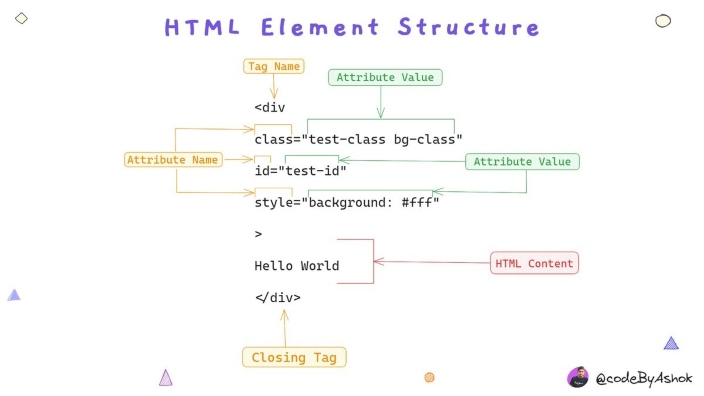 HTML Element Structure
Tag Name
Attribute Value
<div
class="test-class bg-class"
Attribute Name
Attribute Value
id="test-id"
style="background: #fff"
>
HTML Content
Hello World
</div>
Closing Tag
@codeByAshok